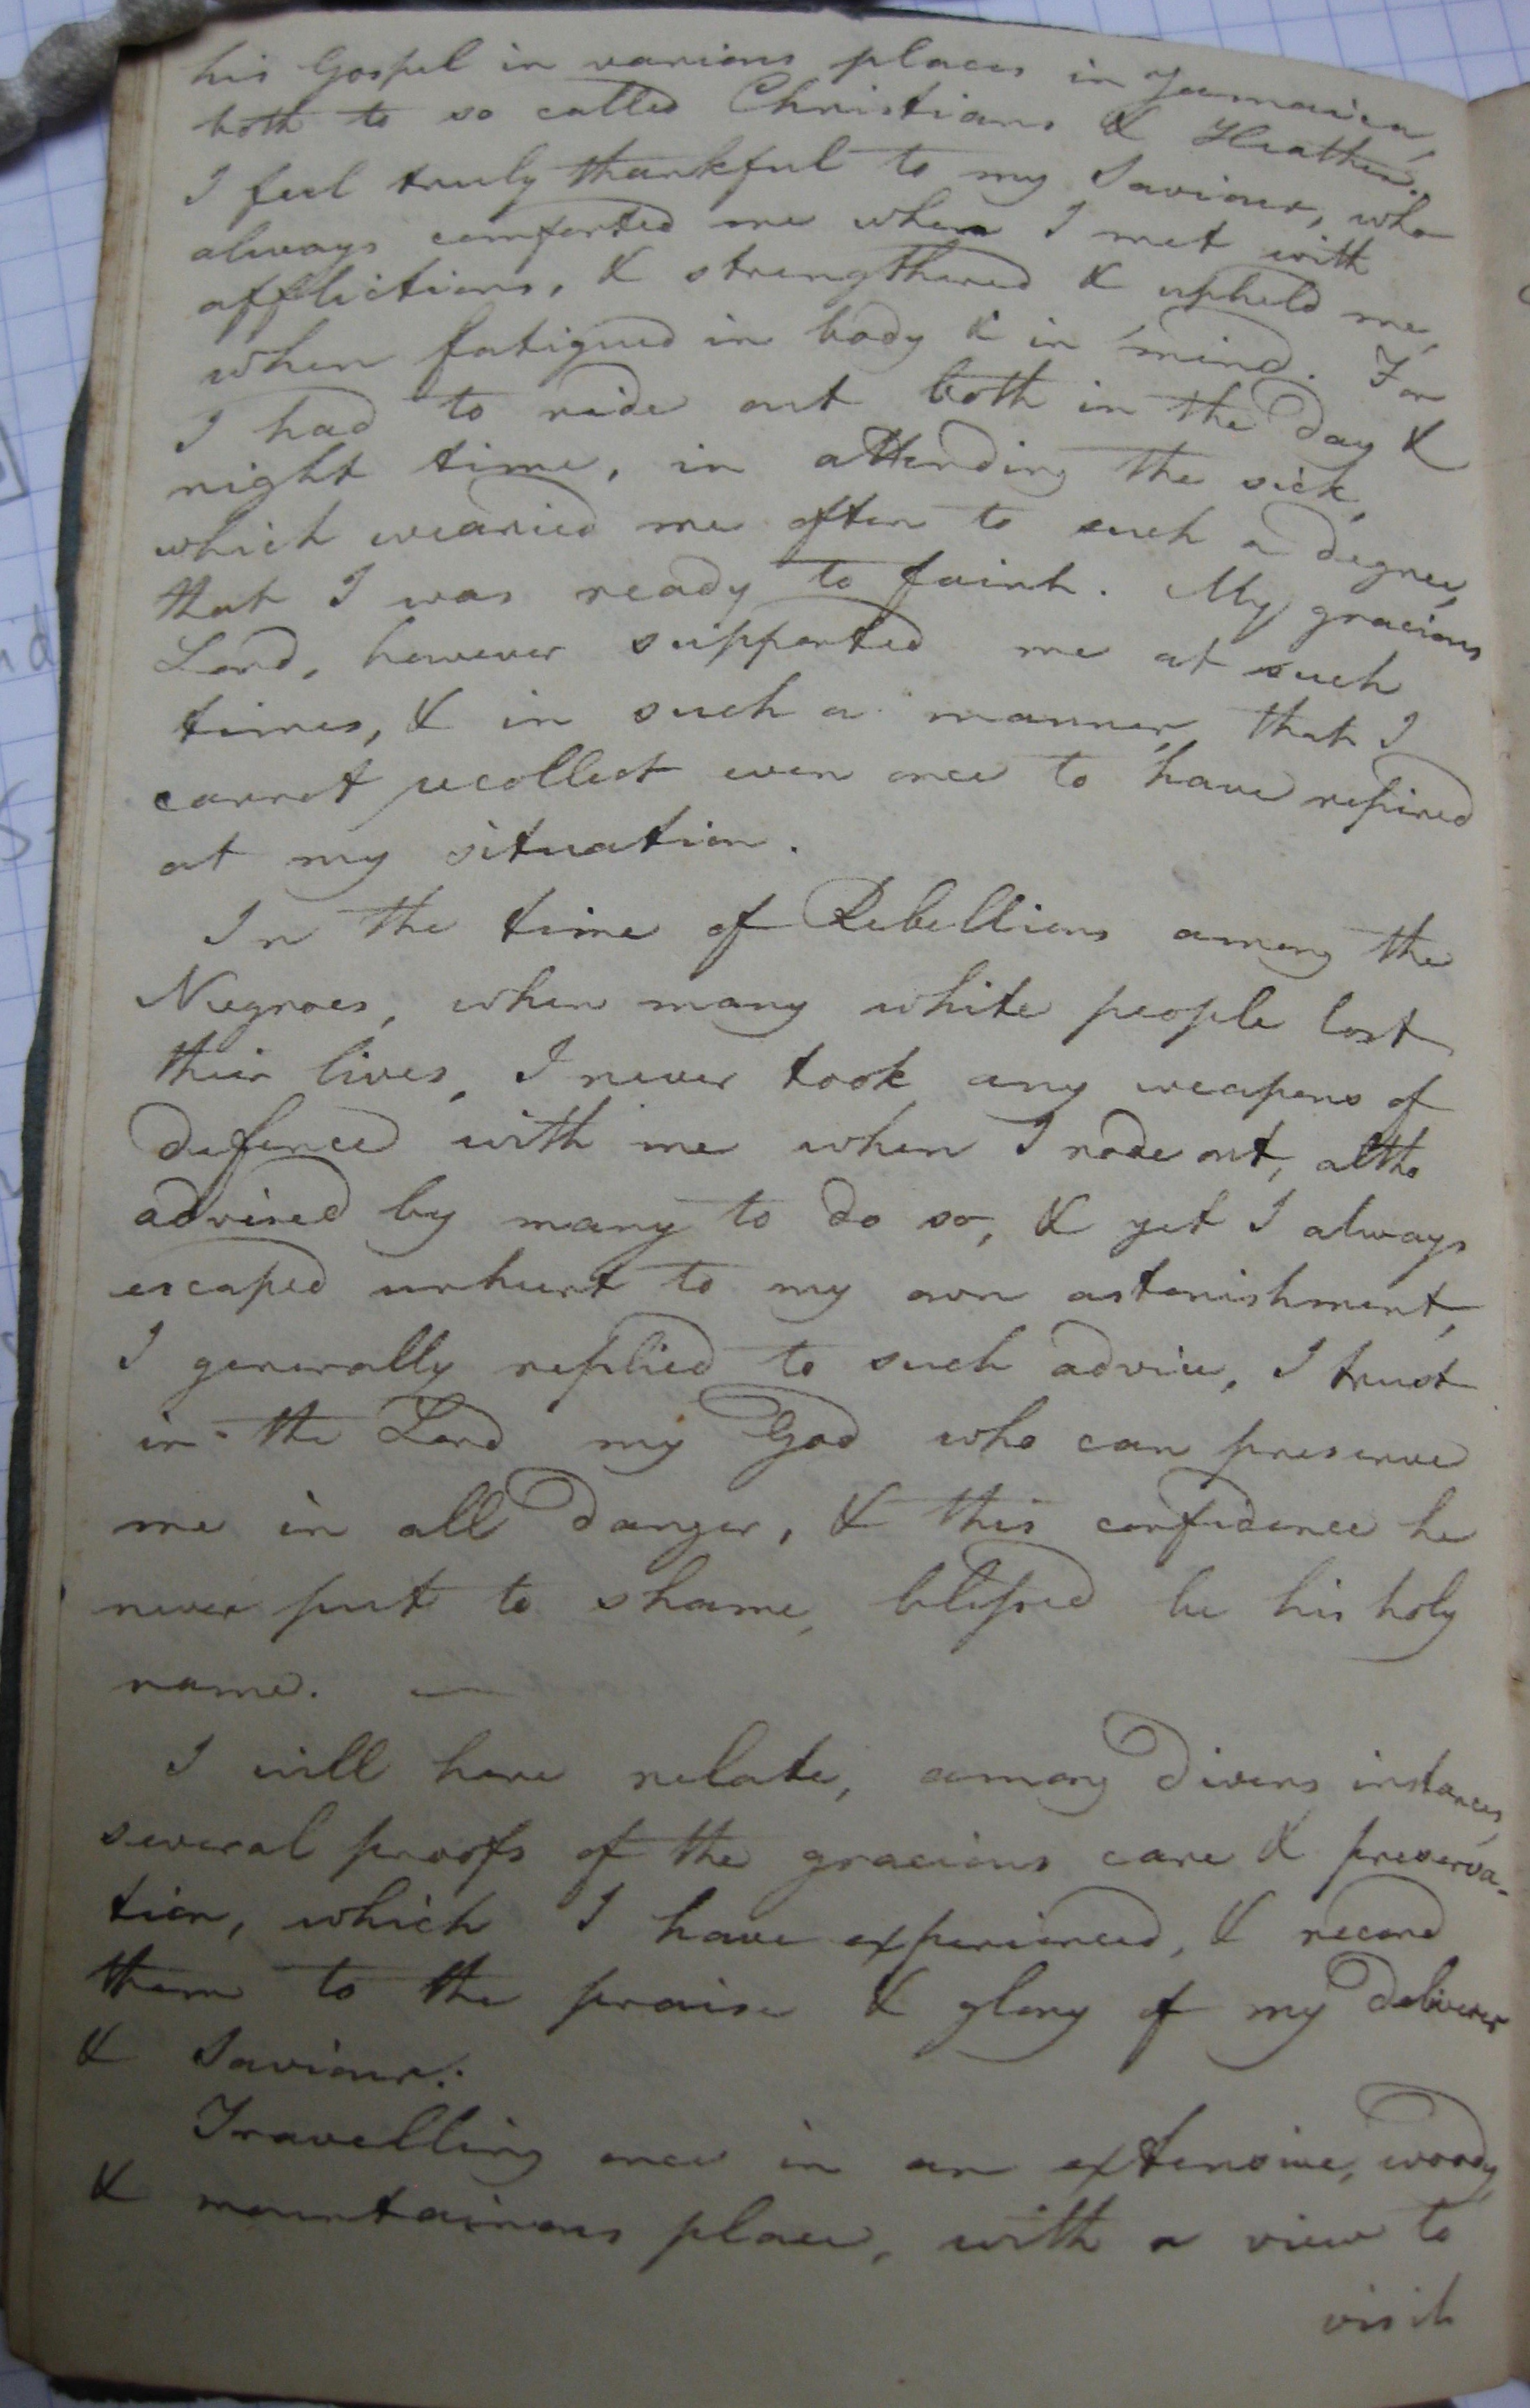 his Gospel in various places in Jamaica,
both to so called Christians & Heathen.
I feel truly thankful to my Saviour, who
always comforted me when I met with
afflictions, & strengthened & upheld me,
when fatigued in body & in mind. For
I had to ride out both in the day &
night time, in attending the sick,
which wearied me often to such a degree,
that I was ready to faint. My gracious
Lord, however supported me at such
times, & in such a manner, that I
cannot recollect even once to have repined
at my situation.
In the time of Rebellions among the
Negroes, when many white people lost
their lives, I never took any weapons of
defence with me when I rode out, altho
advised by many to do so, & yet I always
escaped unhurt to my own astonishment,
I generally replied to such advice, I trust
in the Lord my God who can preserve
me in all danger, & this confidence he
never put to shame, blessed be his holy
name. —
I will here relate, among divers instances,
several proofs of the gracious care & preserva-
tion, which I have experienced, & record
them to the praise & glory of my deliverer
& Saviour.
Travelling once in an extensive, woody,
& mountainous place, with a view to
visit